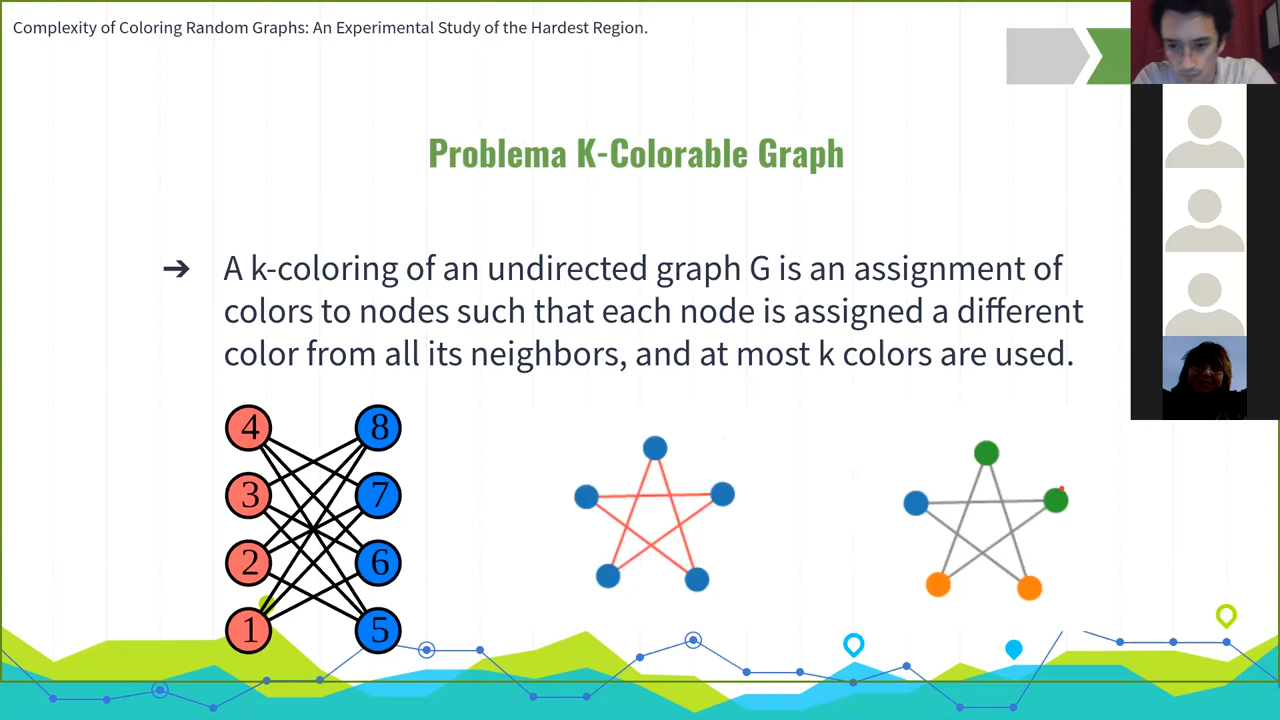 Complexity of Coloring Random Graphs: An Experimental Study of the Hardest Region.
Problema K-Colorable Graph
➔ A k-coloring of an undirected graph G is an assignment of
colors to nodes such that each node is assigned a different
color from all its neighbors, and at most k colors are used.
4 8
3 7
2 6
1 5